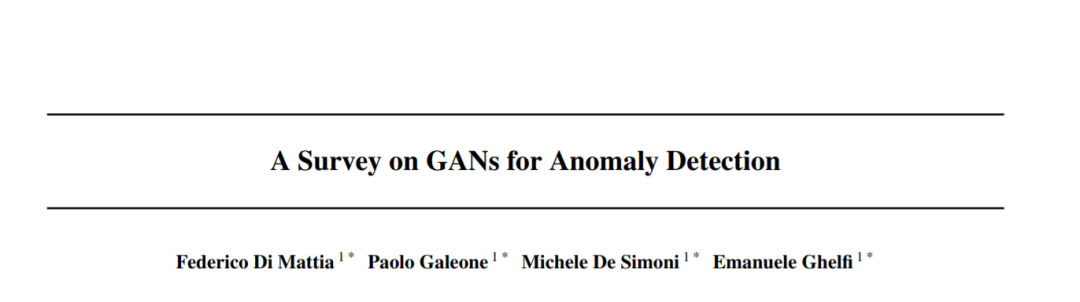 A Survey on GANs for Anomaly Detection
Federico Di Mattia 1 * Paolo Galeone 1 * Michele De Simoni 1 * Emanuele Ghelfi 1 *